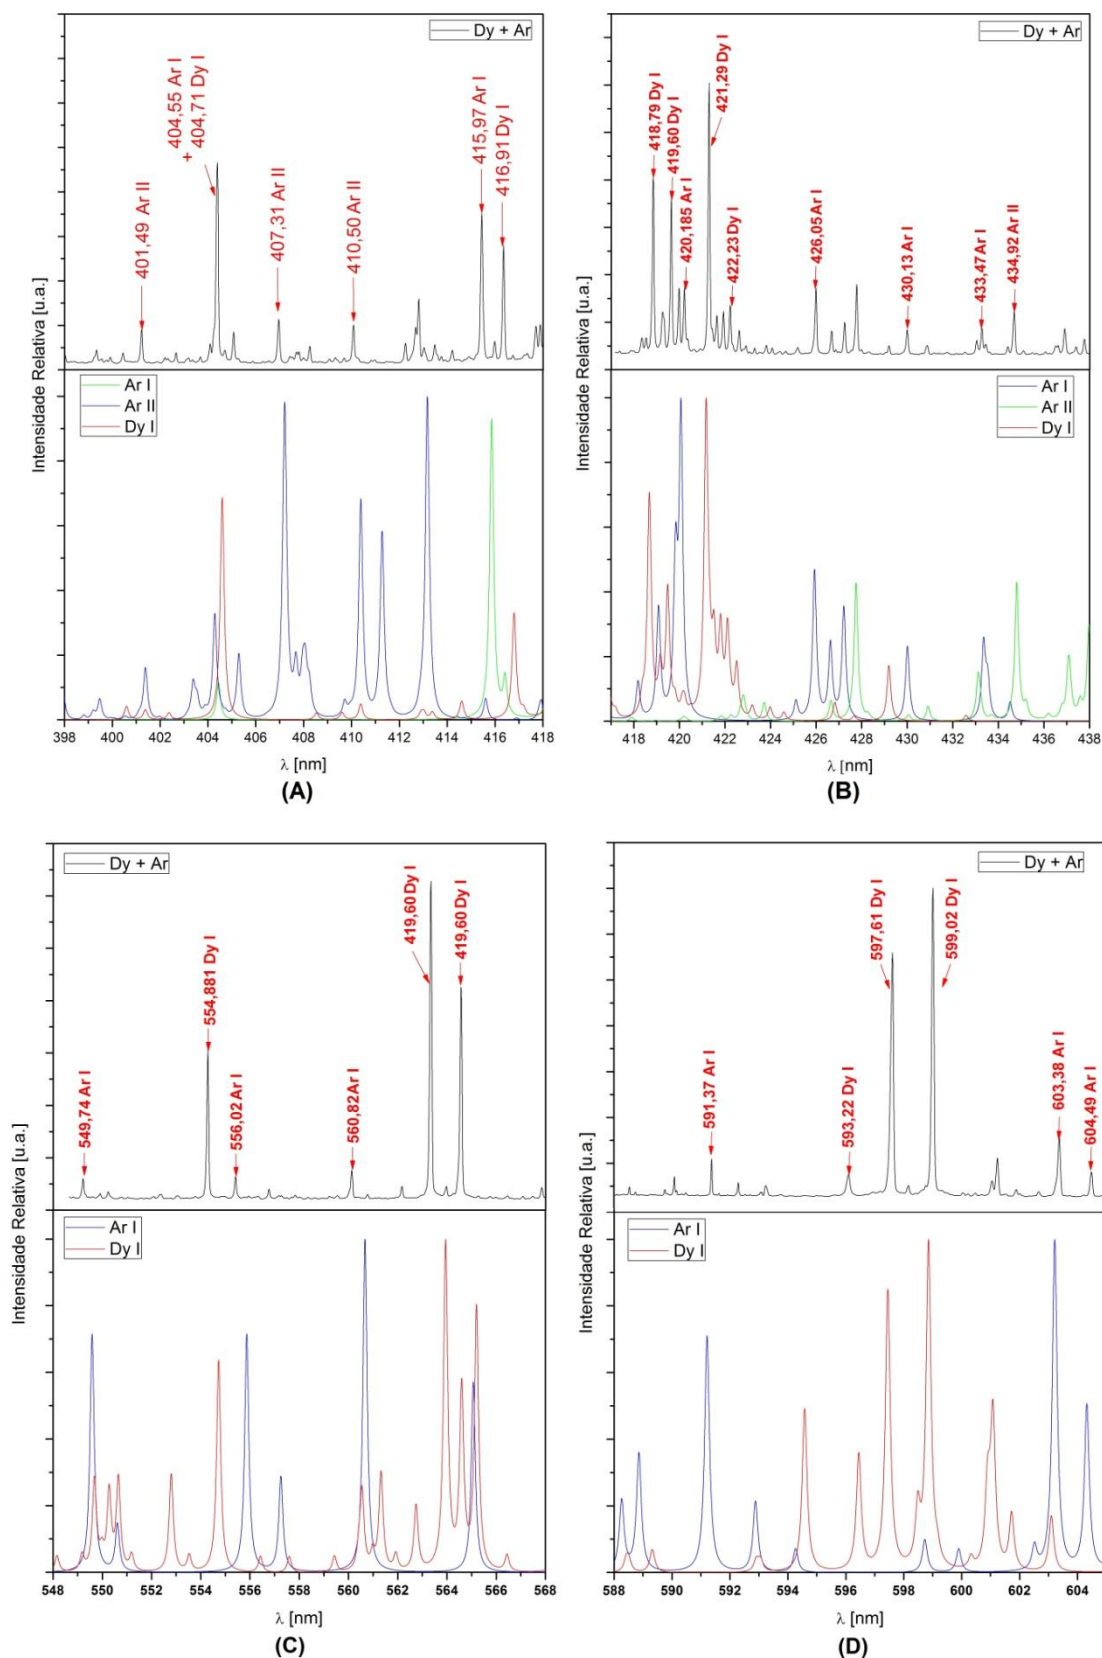 Dy + Ar
401,49 Ar II
404,55 Ar I
+ 404,71 Dy I
407,31 Ar II
410,50 Ar II
415,97 Ar I
416,91 Dy I
Intensidade Relativa [u.a.]
Ar I
Ar II
Dy I
398 400 402 404 406 408 410 412 414 416 418
λ [nm]
(A)
Dy + Ar
418,79 Dy I
419,60 Dy I
420,185 Ar I
421,29 Dy I
422,23 Dy I
426,05 Ar I
430,13 Ar I
433,47 Ar I
434,92 Ar II
Intensidade Relativa [u.a.]
Ar I
Ar II
Dy I
418 420 422 424 426 428 430 432 434 436 438
λ [nm]
(B)
Dy + Ar
549,74 Ar I
554,881 Dy I
556,02 Ar I
560,82 Ar I
419,60 Dy I
419,60 Dy I
Intensidade Relativa [u.a.]
Ar I
Dy I
548 550 552 554 556 558 560 562 564 566 568
λ [nm]
(C)
Dy + Ar
591,37 Ar I
593,22 Dy I
597,61 Dy I
599,02 Dy I
603,38 Ar I
604,49 Ar I
Intensidade Relativa [u.a.]
Ar I
Dy I
588 590 592 594 596 598 600 602 604
λ [nm]
(D)